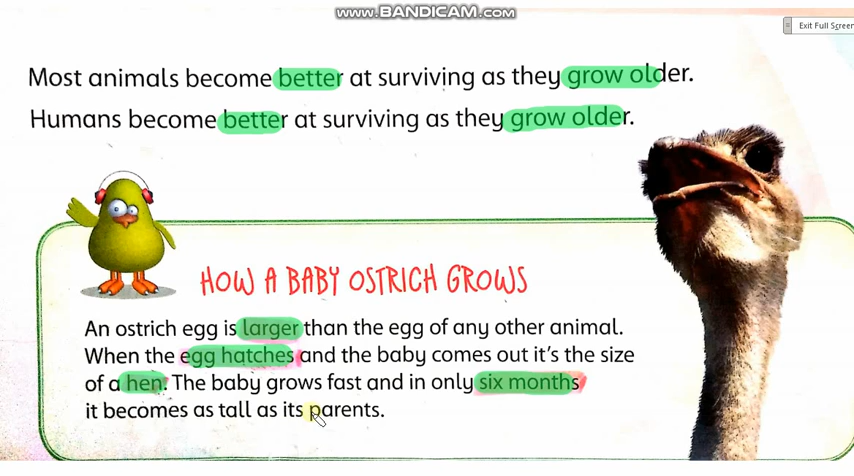 www.BANDICAM.com
Exit Full Screen
Most animals become better at surviving as they grow older.
Humans become better at surviving as they grow older.
HOW A BABY OSTRICH GROWS
An ostrich egg is larger than the egg of any other animal.
When the egg hatches and the baby comes out it's the size
of a hen. The baby grows fast and in only six months
it becomes as tall as its parents.